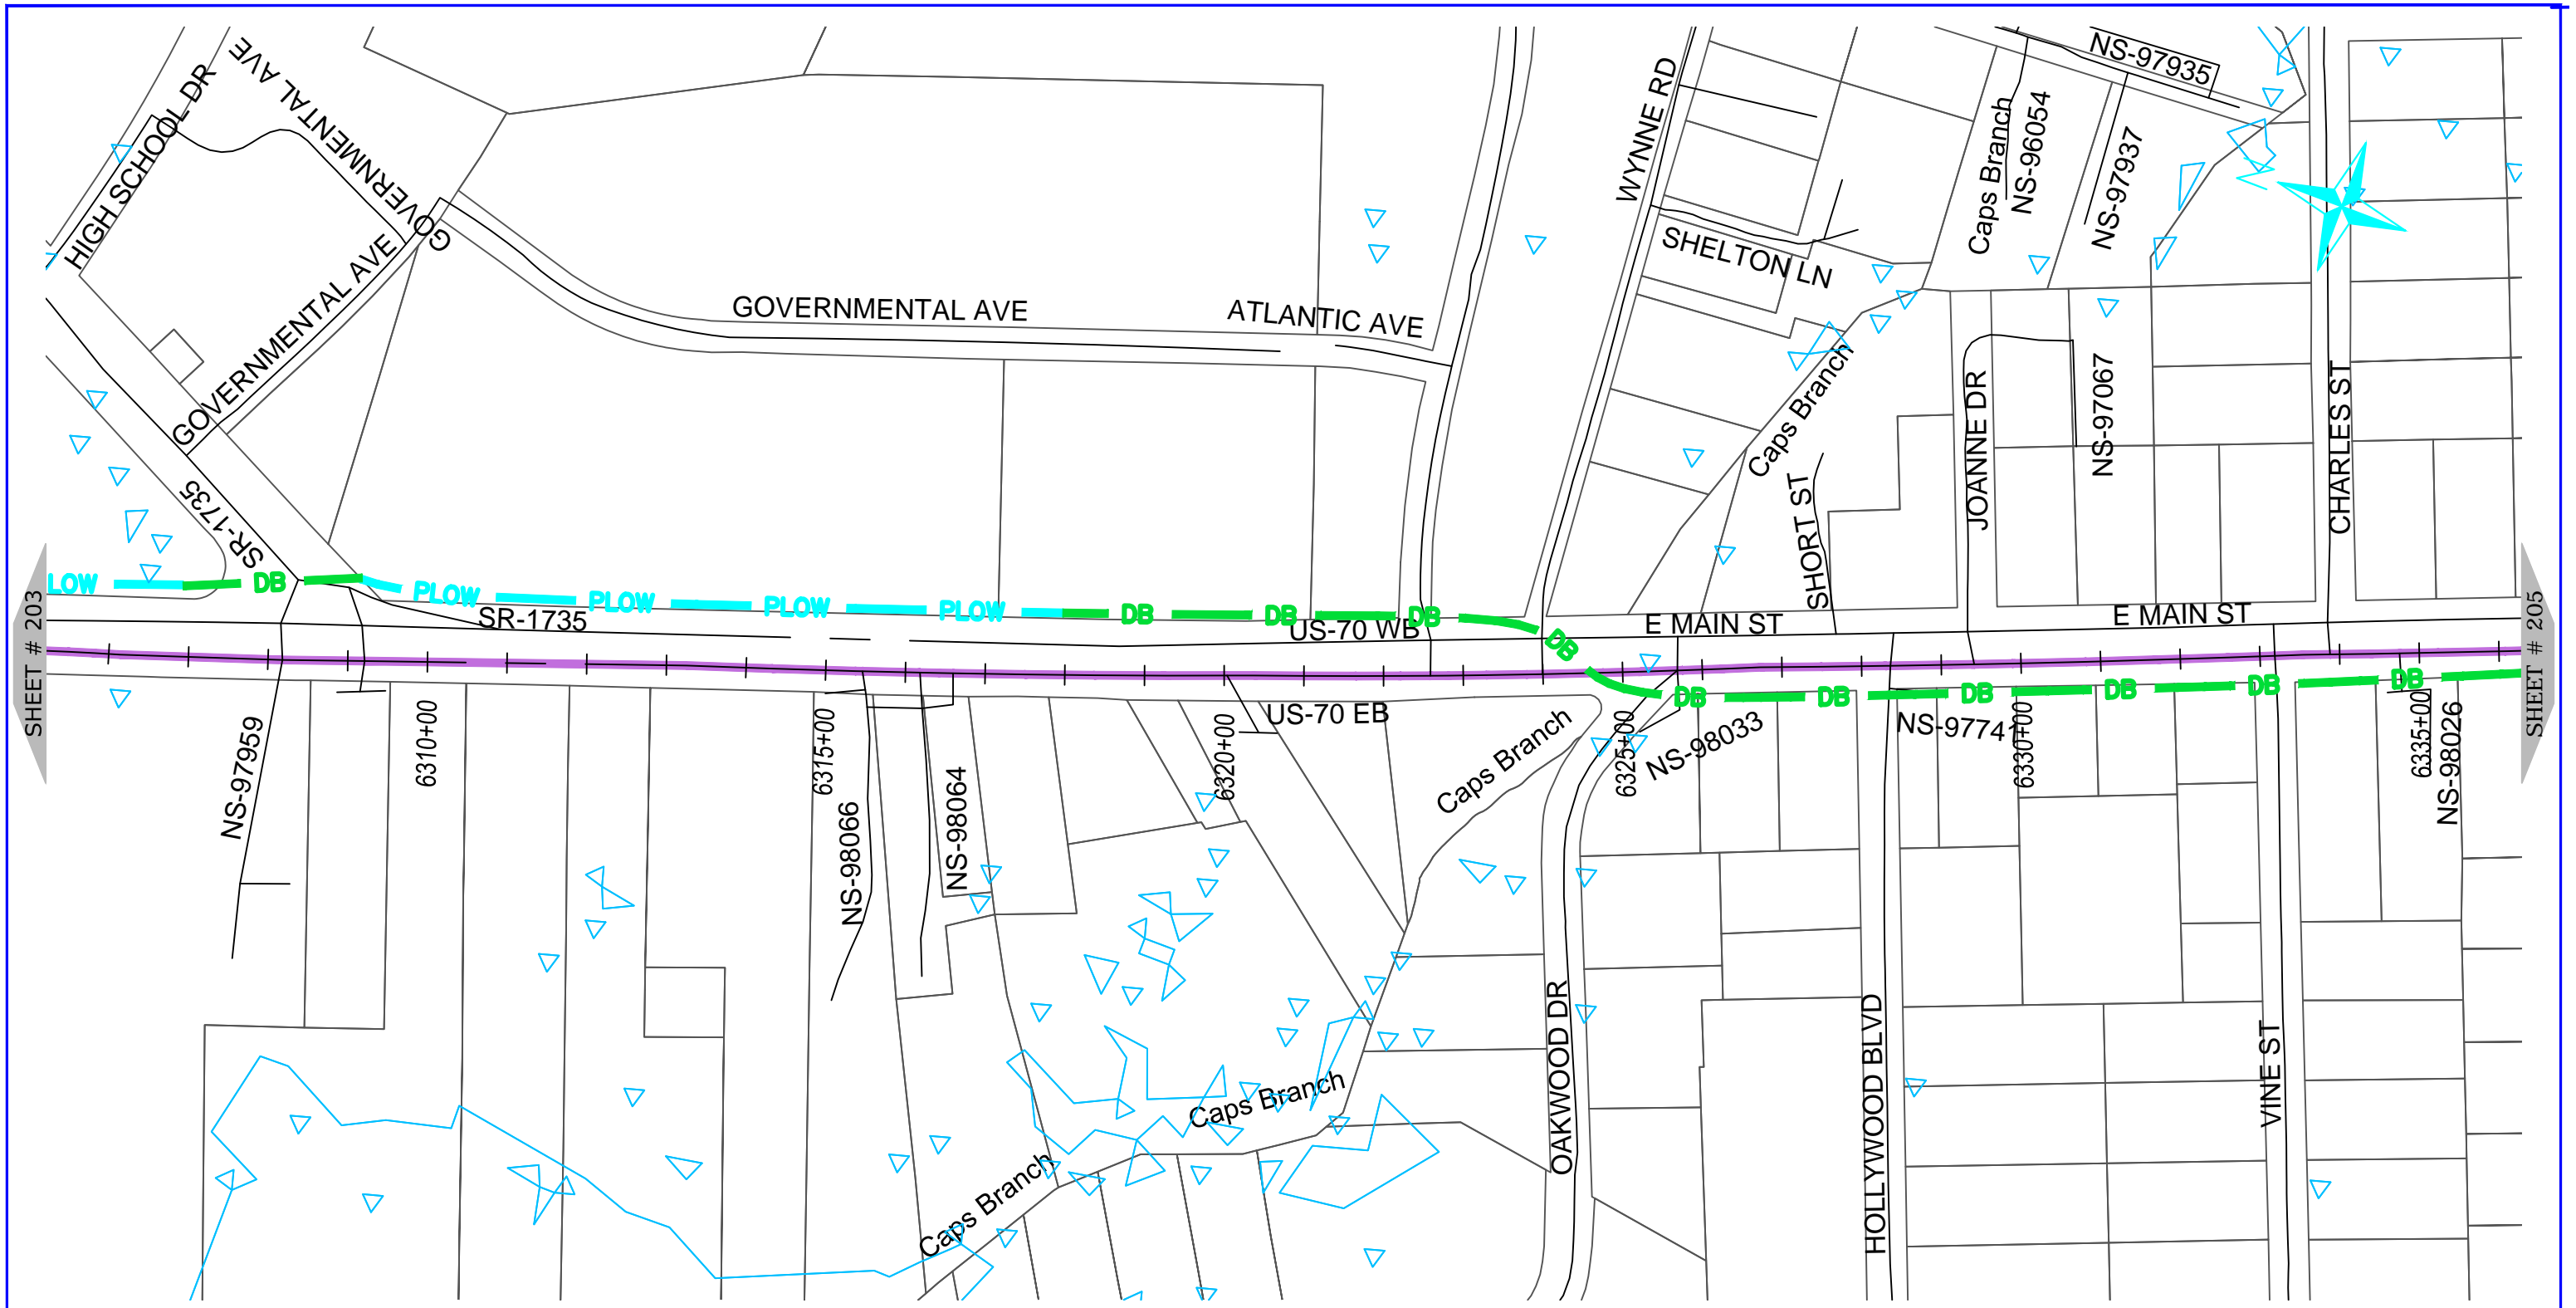 NS-97935
HIGH SCHOOL DR
GOVERNMENTAL AVE
WYNNE RD
Caps Branch
NS-96054
NS-97937
SHELTON LN
GOVERNMENTAL AVE
GOVERNMENTAL AVE
ATLANTIC AVE
Caps Branch
JOANNE DR
NS-97067
CHARLES ST
SHORT ST
SR-1735
LOW
DB
PLOW
PLOW
PLOW
PLOW
DB
DB
DB
DB
SR-1735
US-70 WB
E MAIN ST
E MAIN ST
SHEET # 203
SHEET # 205
DB
DB
DB
DB
DB
DB
US-70 EB
NS-97959
6310+00
6315+00
6320+00
6325+00
6330+00
6335+00
NS-98066
NS-98064
Caps Branch
NS-98033
NS-97741
NS-98026
OAKWOOD DR
HOLLYWOOD BLVD
VINE ST
Caps Branch
Caps Branch